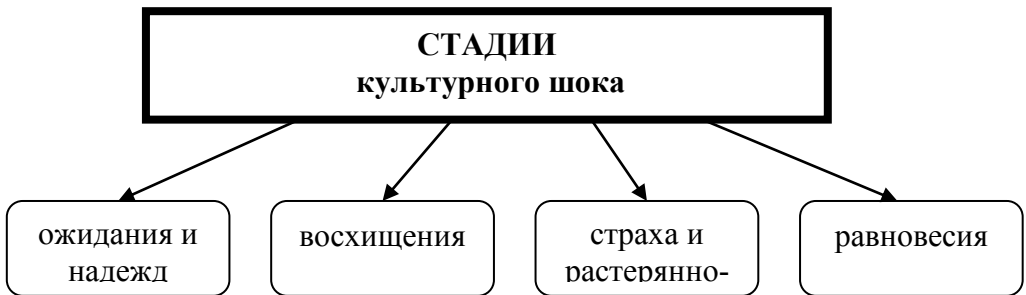 СТАДИИ
культурного шока
ожидания и
надежд
восхищения
страха и
растерянно-
равновесия